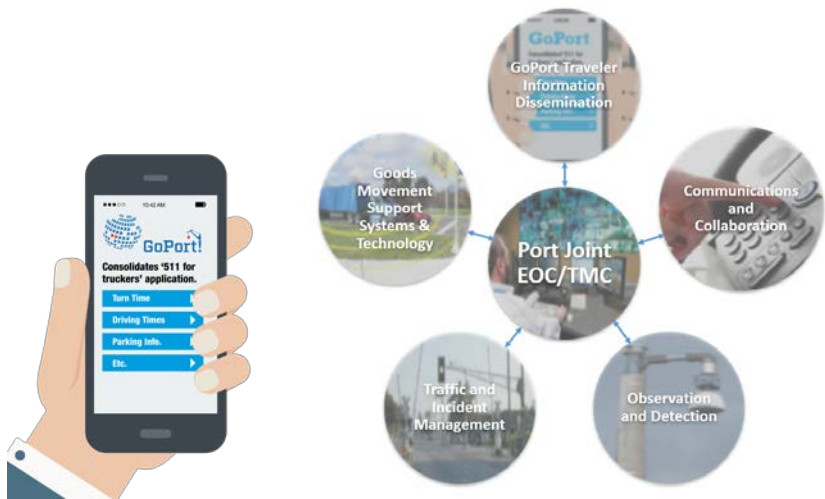 10:42 AM
GoPort!
Consolidates '511 for
truckers' application.
Turn Time
Driving Times
Parking Info.
Etc.
GoPort
GoPort Traveler
Information
Dissemination
Etc
Goods
Movement
Support
Systems &
Technology
Communications
and
Collaboration
Port Joint
EOC/TMC
Traffic and
Incident
Management
Observation
and Detection